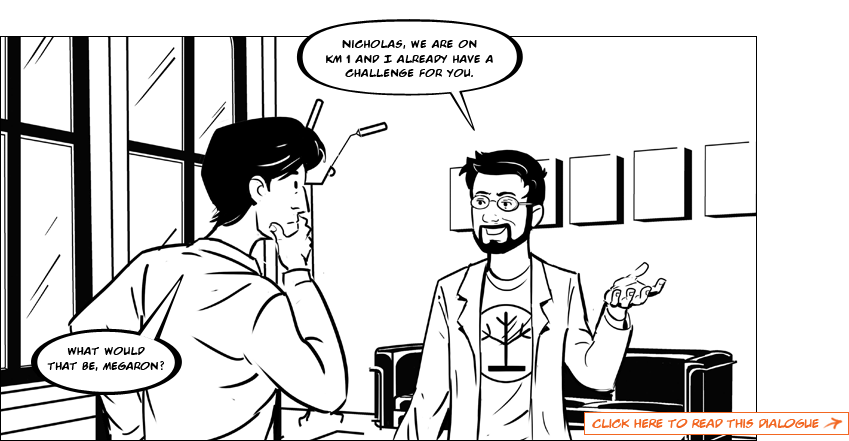 NICHOLAS, WE ARE ON
KM 1 AND I ALREADY HAVE A
CHALLENGE FOR YOU.
WHAT WOULD
THAT BE, MEGARON?
CLICK HERE TO READ THIS DIALOGUE